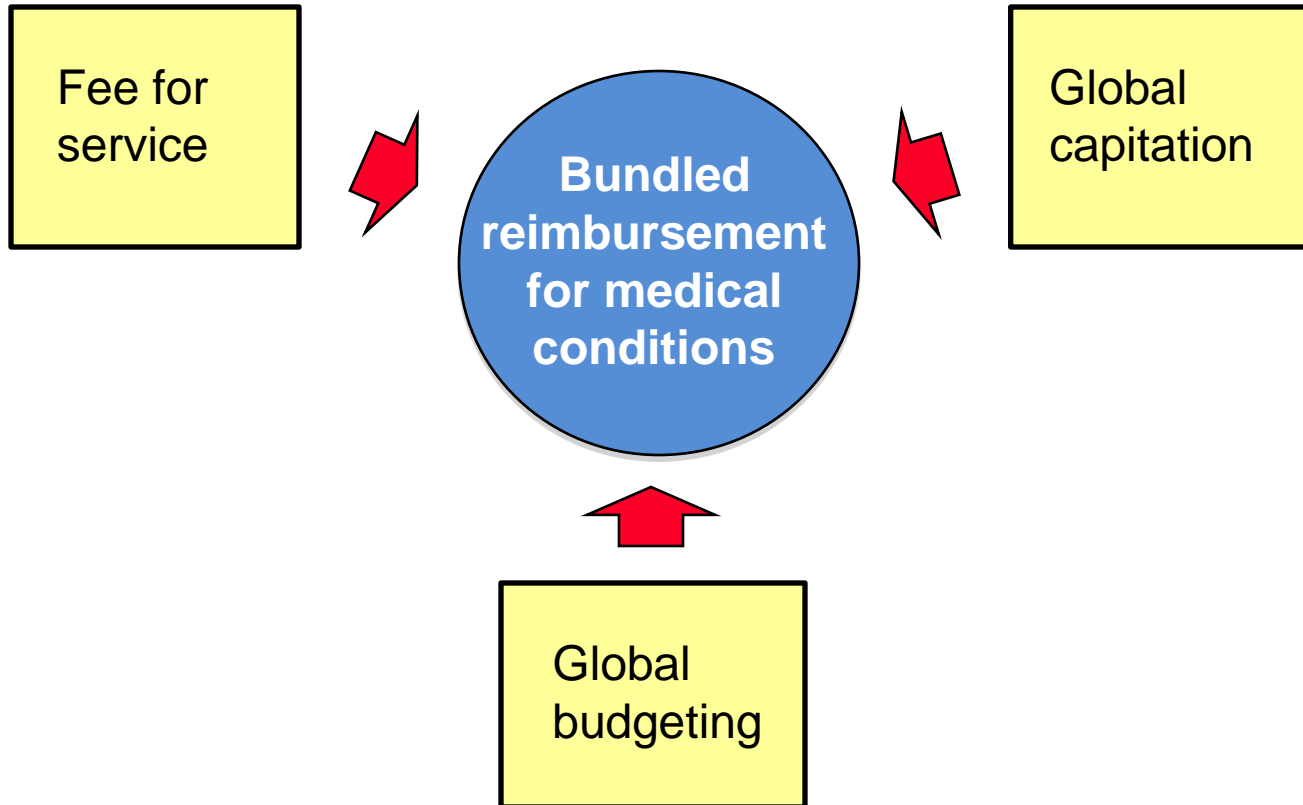 Fee for
service
Bundled
reimbursement
for medical
conditions
Global
capitation
Global
budgeting